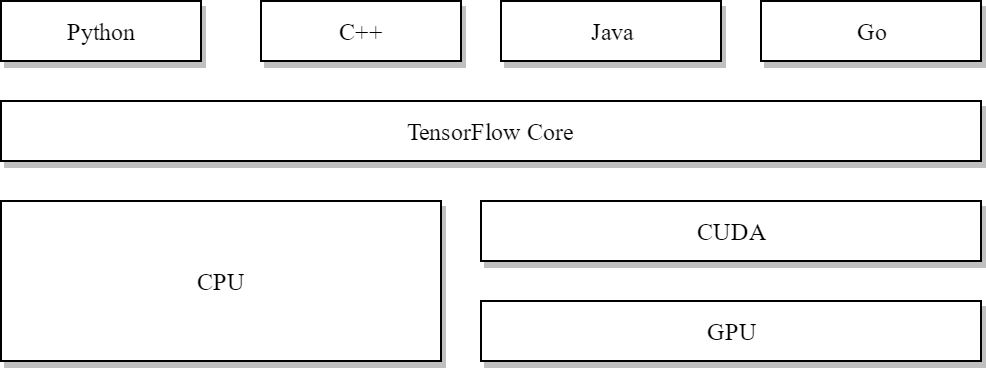 Python
C++
Java
Go
TensorFlow Core
CPU
CUDA
GPU